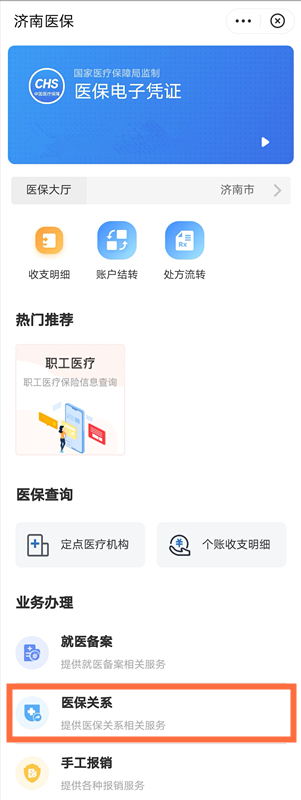 济南医保
国家医疗保障局监制
CHS
中国医疗保障
医保电子凭证
医保大厅
济南市
收支明细
账户结转
Rx
处方流转
热门推荐
职工医疗
职工医疗保险信息查询
医保查询
定点医疗机构
个账收支明细
业务办理
就医备案
提供就医备案相关服务
医保关系
提供医保关系相关服务
手工报销
提供各种报销服务